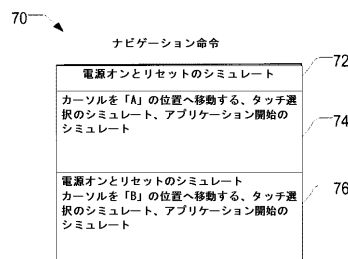 70
ナビゲーション命令
72
電源オンとリセットのシミュレート
カーソルを「A」の位置へ移動する、タッチ選
択のシミュレート、アプリケーション開始の
シミュレート
74
電源オンとリセットのシミュレート
カーソルを「B」の位置へ移動する、タッチ選
択のシミュレート、アプリケーション開始の
シミュレート
76